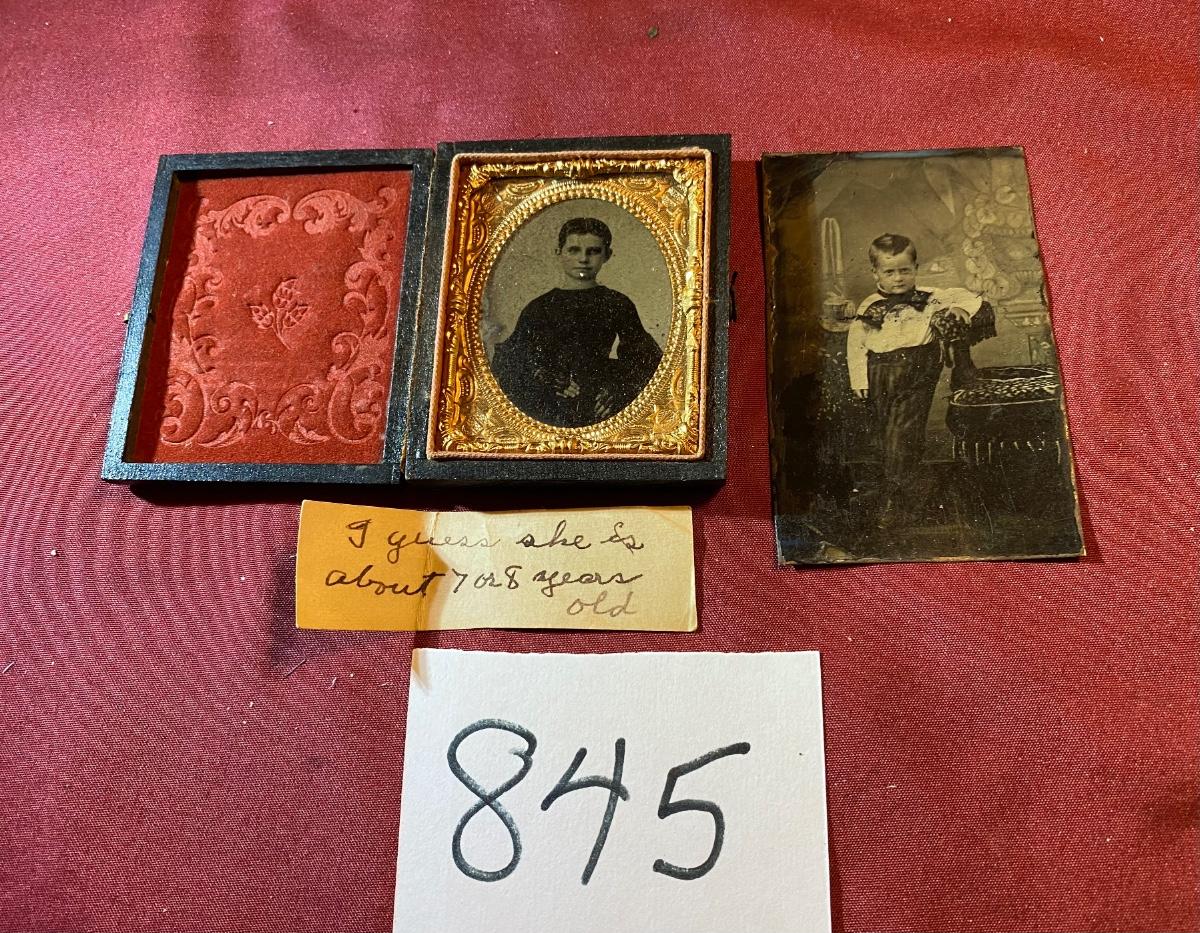 I guess she is
about 7 or 8 years
old
845